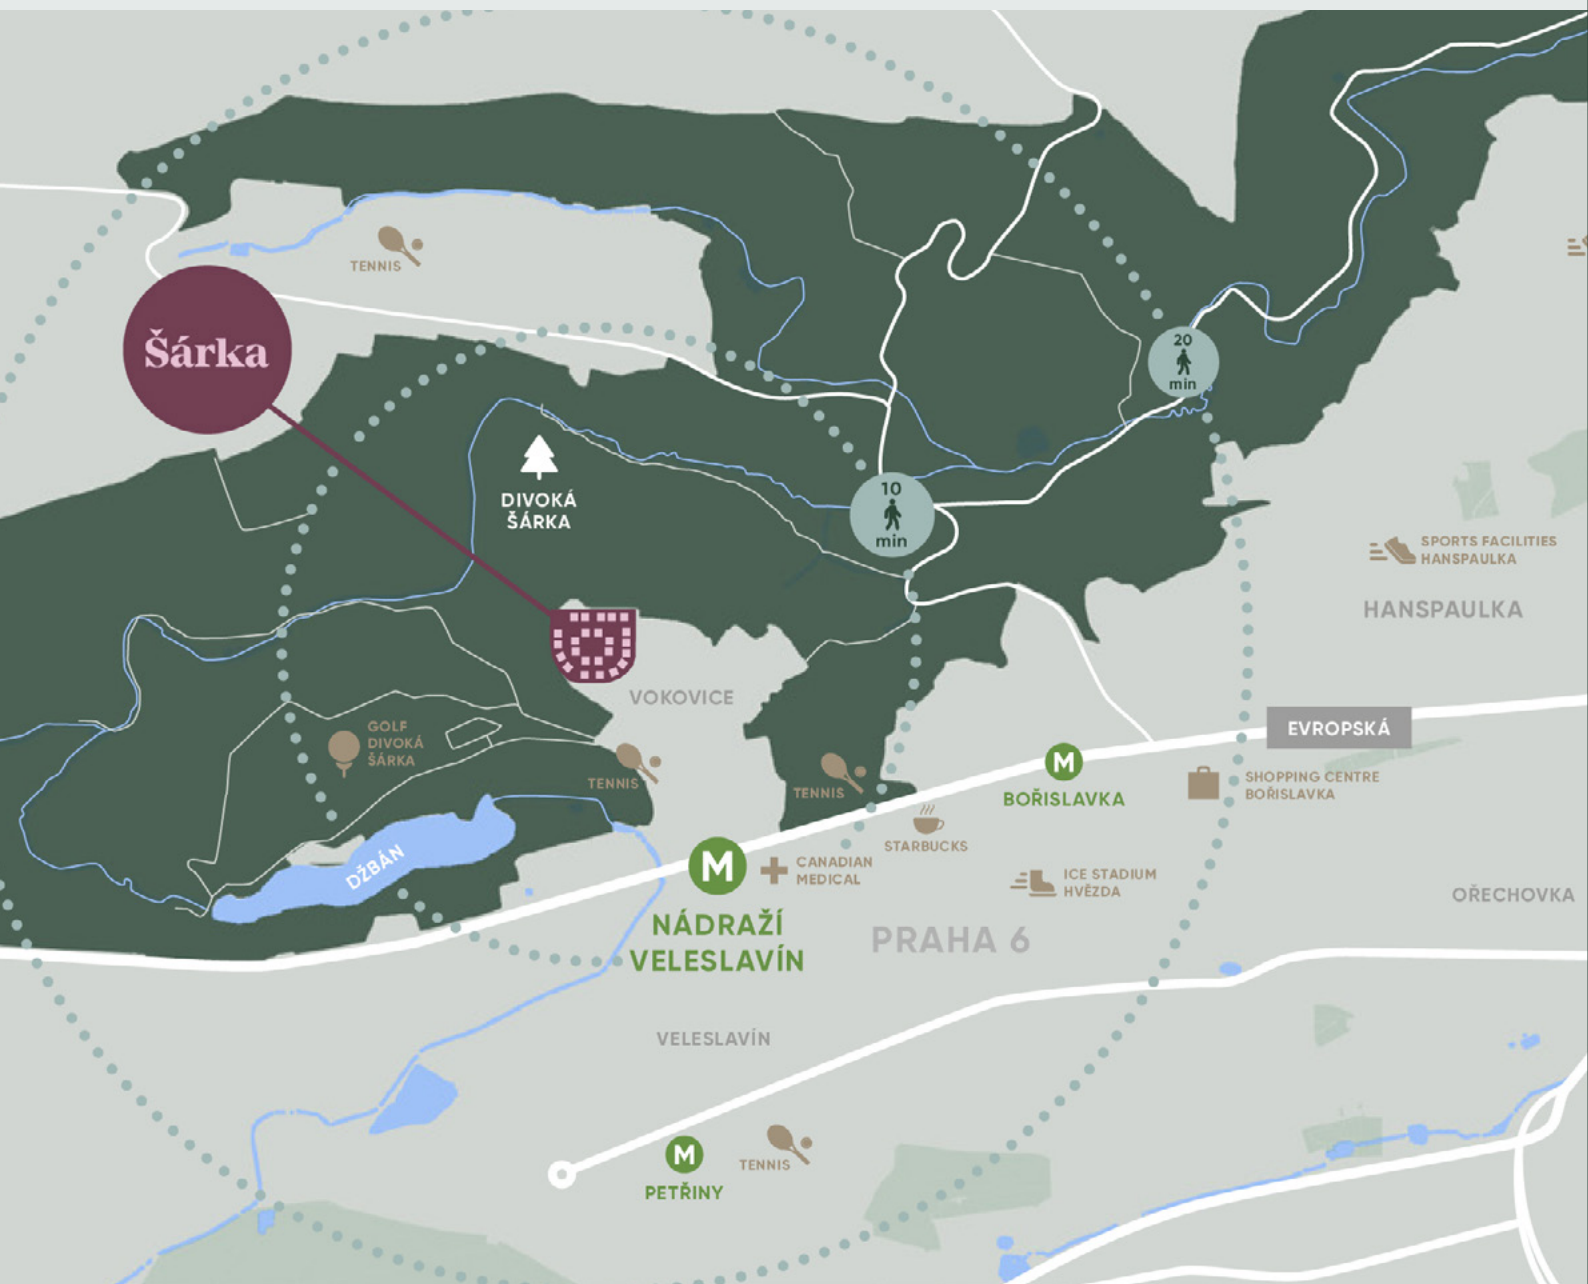 TENNIS
Šárka
20
min
DIVOKÁ
ŠÁRKA
10
min
SPORTS FACILITIES
HANSPAULKA
HANSPAULKA
VOKOVICE
GOLF
DIVOKÁ
ŠÁRKA
EVROPSKÁ
TENNIS
TENNIS
M
BOŘISLAVKA
SHOPPING CENTRE
BOŘISLAVKA
STARBUCKS
DŽBÁN
M
CANADIAN
MEDICAL
ICE STADIUM
HVĚZDA
OŘECHOVKA
NÁDRAŽÍ
VELESLAVÍN
PRAHA 6
VELESLAVÍN
M
PETŘINY
TENNIS